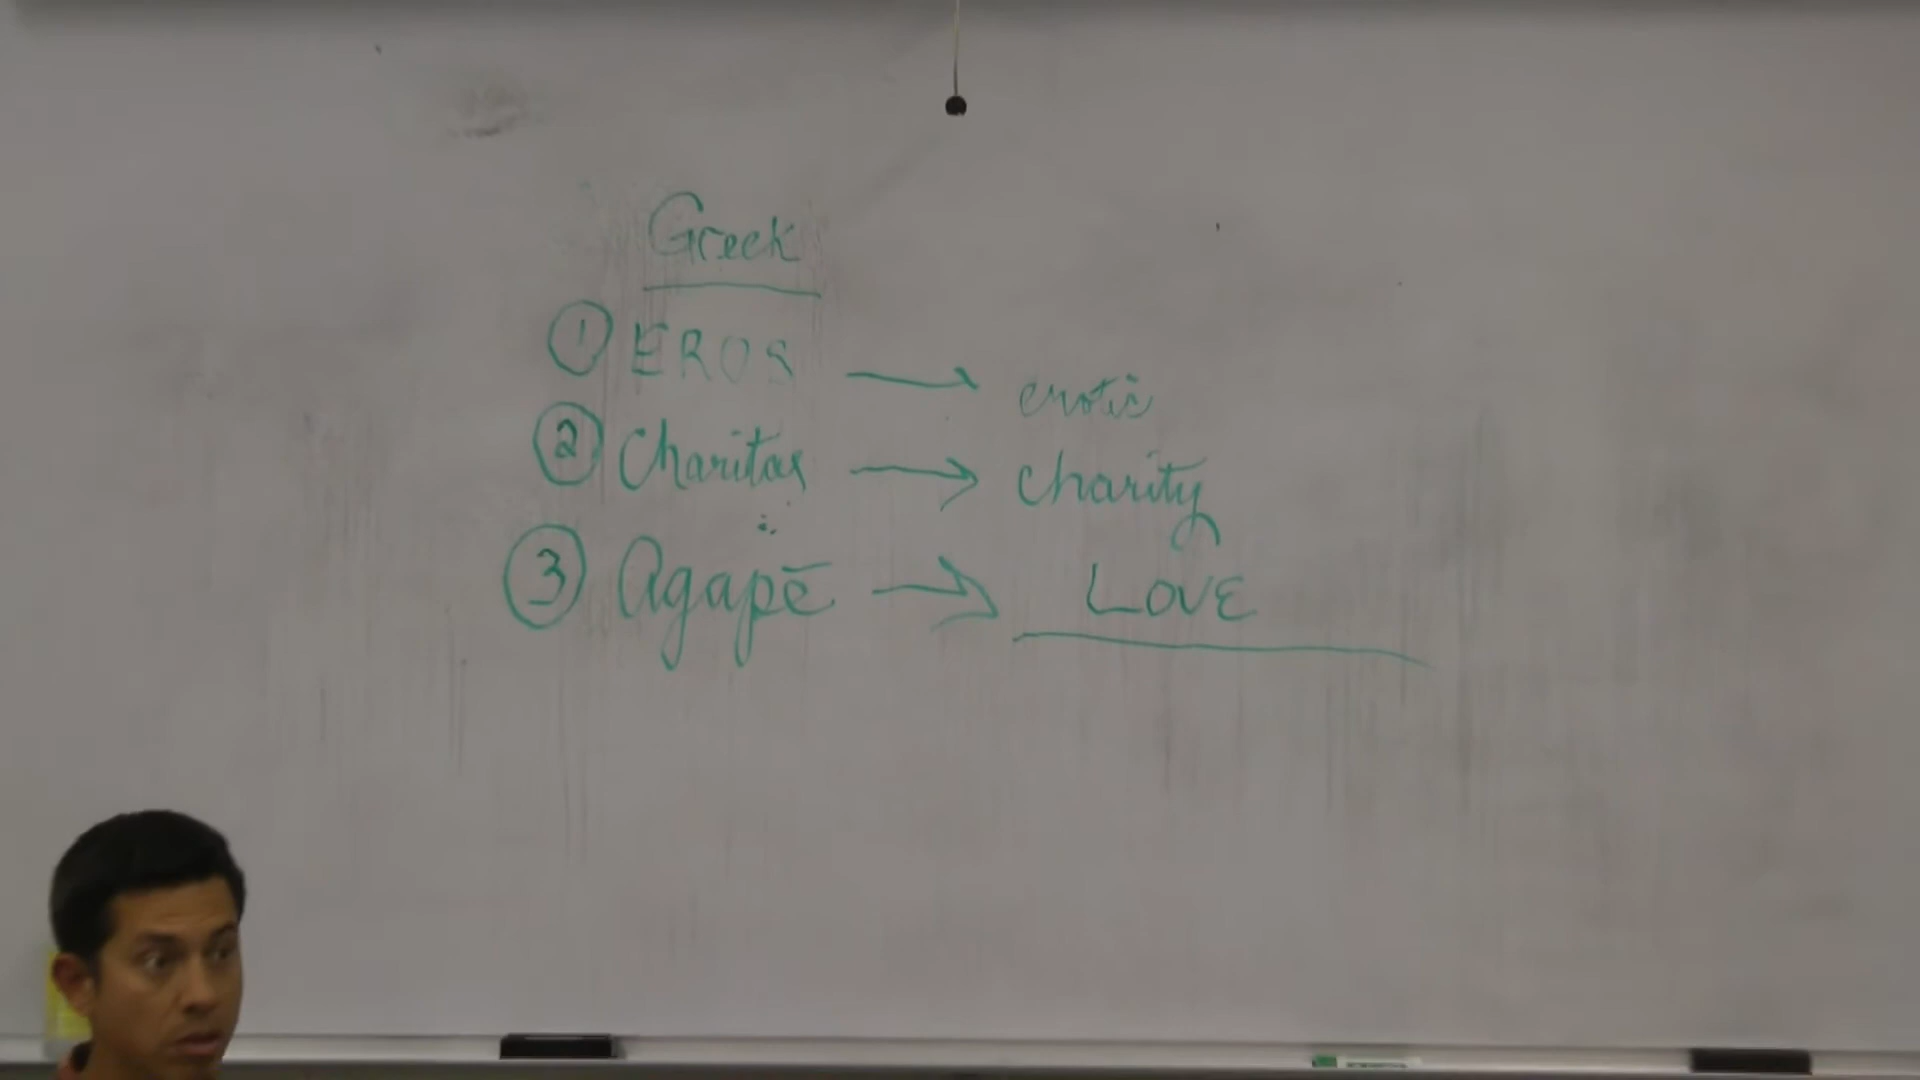 Greek
① EROS → erotic
② Charitas → charity
③ Agapē → LOVE